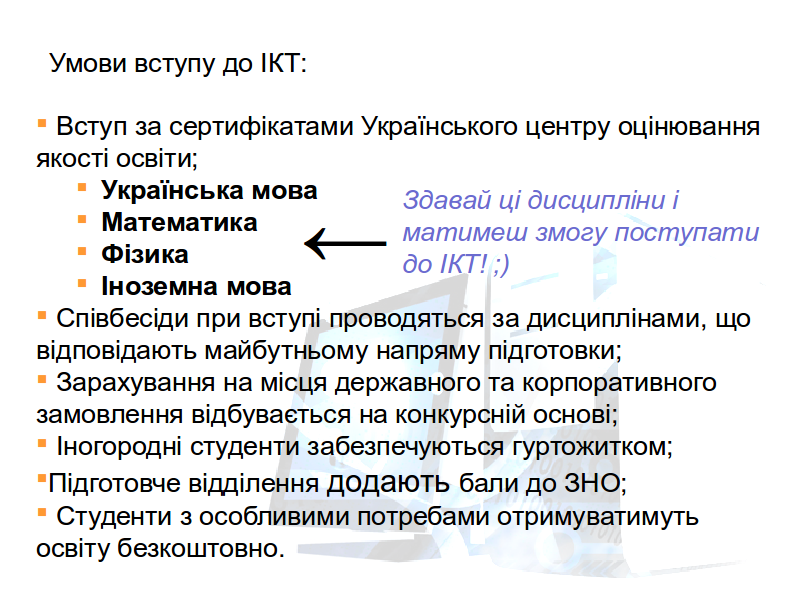 Умови вступу до ІКТ:
Вступ за сертифікатами Українського центру оцінювання
якості освіти;
Українська мова
Математика
Фізика
Іноземна мова
Здавай ці дисципліни і
матимеш змогу поступати
до ІКТ! ;)
Співбесіди при вступі проводяться за дисциплінами, що
відповідають майбутньому напряму підготовки;
Зарахування на місця державного та корпоративного
замовлення відбувається на конкурсній основі;
Іногородні студенти забезпечуються гуртожитком;
Підготовче відділення додають бали до ЗНО;
Студенти з особливими потребами отримуватимуть
освіту безкоштовно.